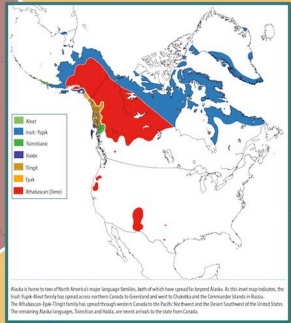 Aleut
Inuit-Yupik
Tsimshianic
Haida
Tlingit
Eyak
Athabascan (Dene)
Alaska is home to two of North America's major language families, both of which have spread far beyond Alaska. As this inset map indicates, the
Inuit-Yupik-Aleut family has spread across northern Canada to Greenland and west to Chukotka and the Commander Islands in Russia.
The Athabascan-Eyak-Tlingit family has spread through western Canada to the Pacific Northwest and the Desert Southwest of the United States.
The remaining Alaska languages, Tsimshian and Haida, are recent arrivals to the state from Canada.